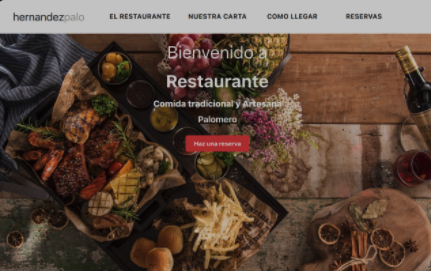 hernandezpalo EL RESTAURANTE NUESTRA CARTA COMO LLEGAR RESERVAS
Bienvenido a
Restaurante
Comida tradicional y Artesana
Palomero
Haz una reserva